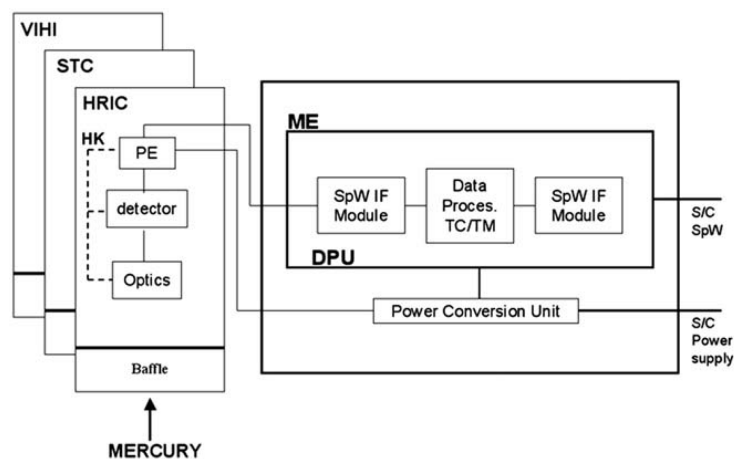 VIHI
STC
HRIC
HK
PE
detector
Optics
Baffle
MERCURY
ME
SpW IF
Module
Data
Proces.
TC/TM
SpW IF
Module
DPU
Power Conversion Unit
S/C
SpW
S/C
Power
supply